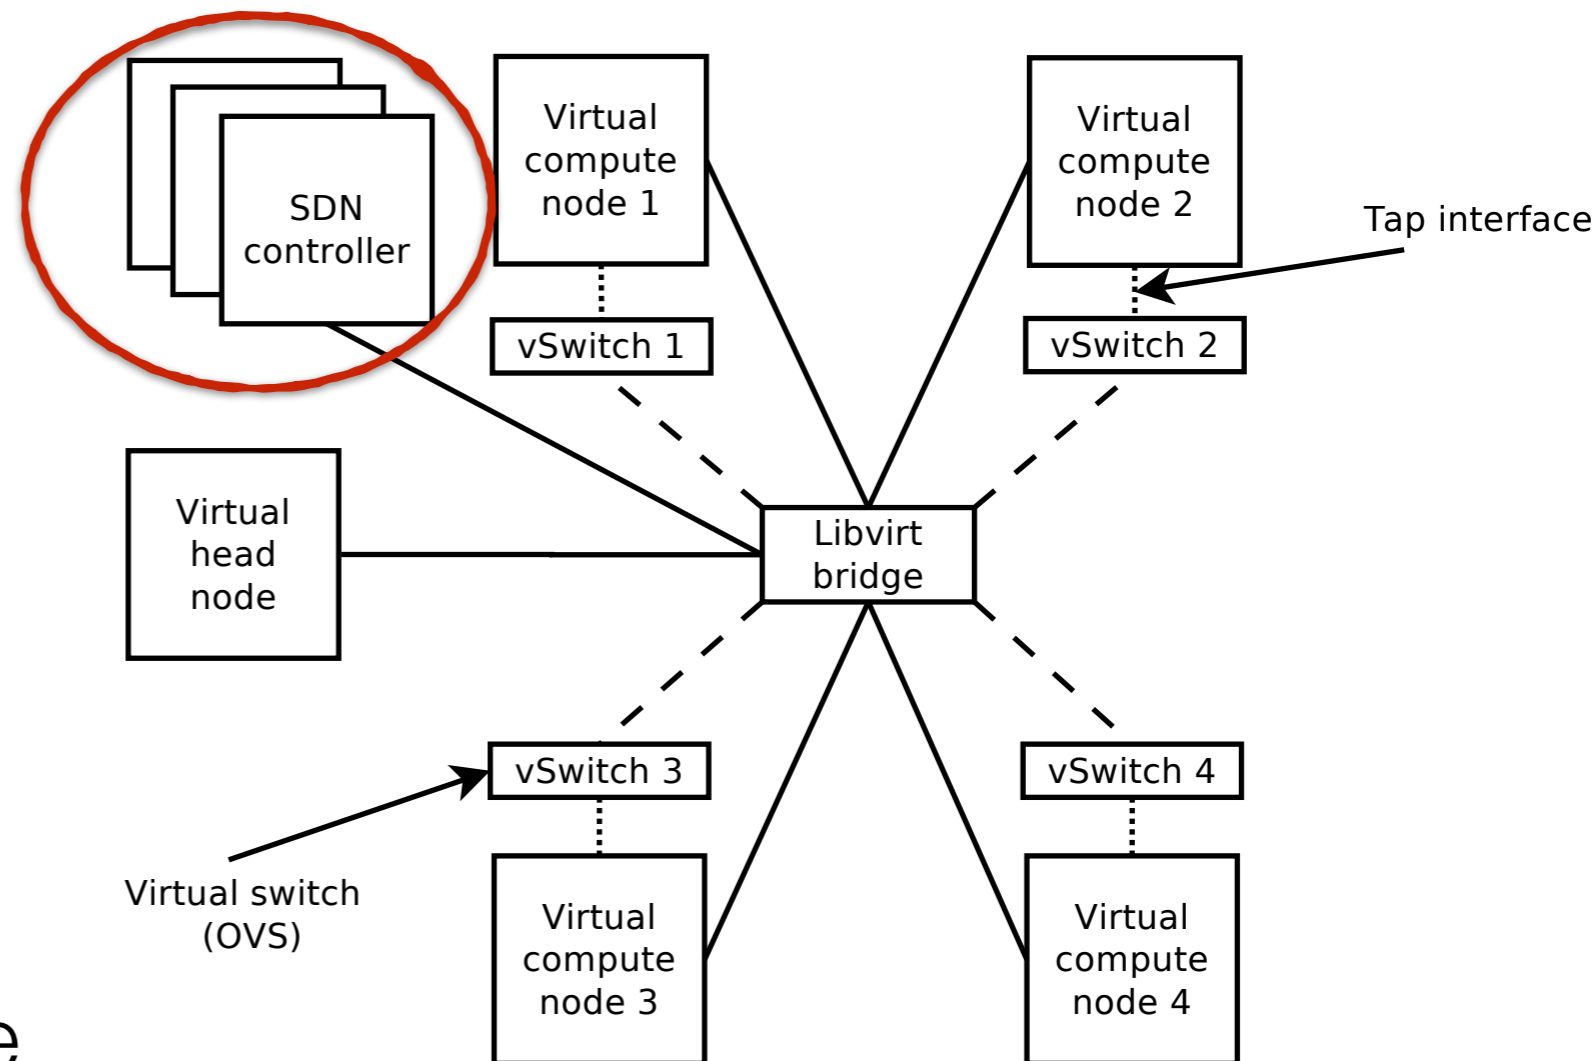 SDN
controller
Virtual
compute
node 1
Virtual
compute
node 2
Tap interface
vSwitch 1
vSwitch 2
Virtual
head
node
Libvirt
bridge
vSwitch 3
vSwitch 4
Virtual switch
(OVS)
Virtual
compute
node 3
Virtual
compute
node 4
e